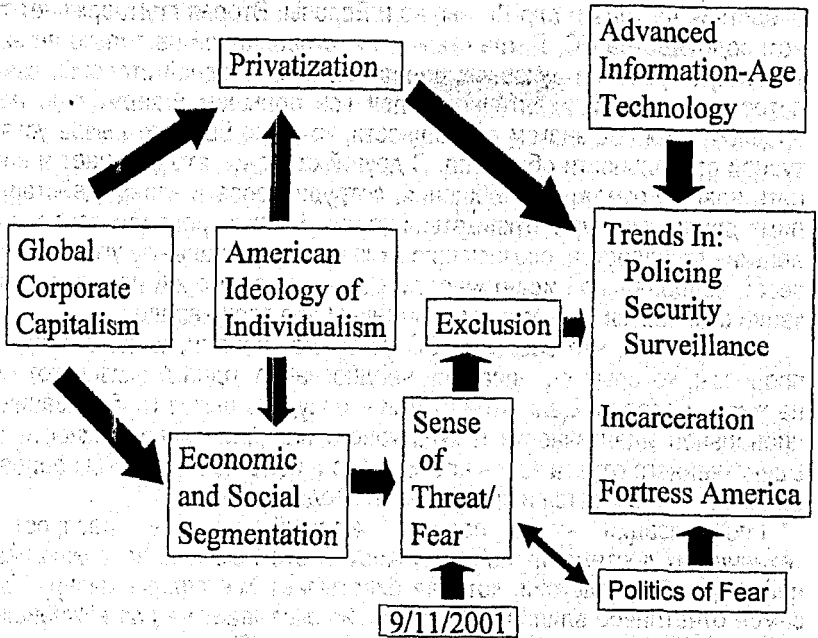 Privatization
Advanced
Information-Age
Technology
Global
Corporate
Capitalism
American
Ideology of
Individualism
Exclusion
Trends In:
Policing
Security
Surveillance
Incarceration
Fortress America
Economic
and Social
Segmentation
Sense
of
Threat/
Fear
Politics of Fear
9/11/2001